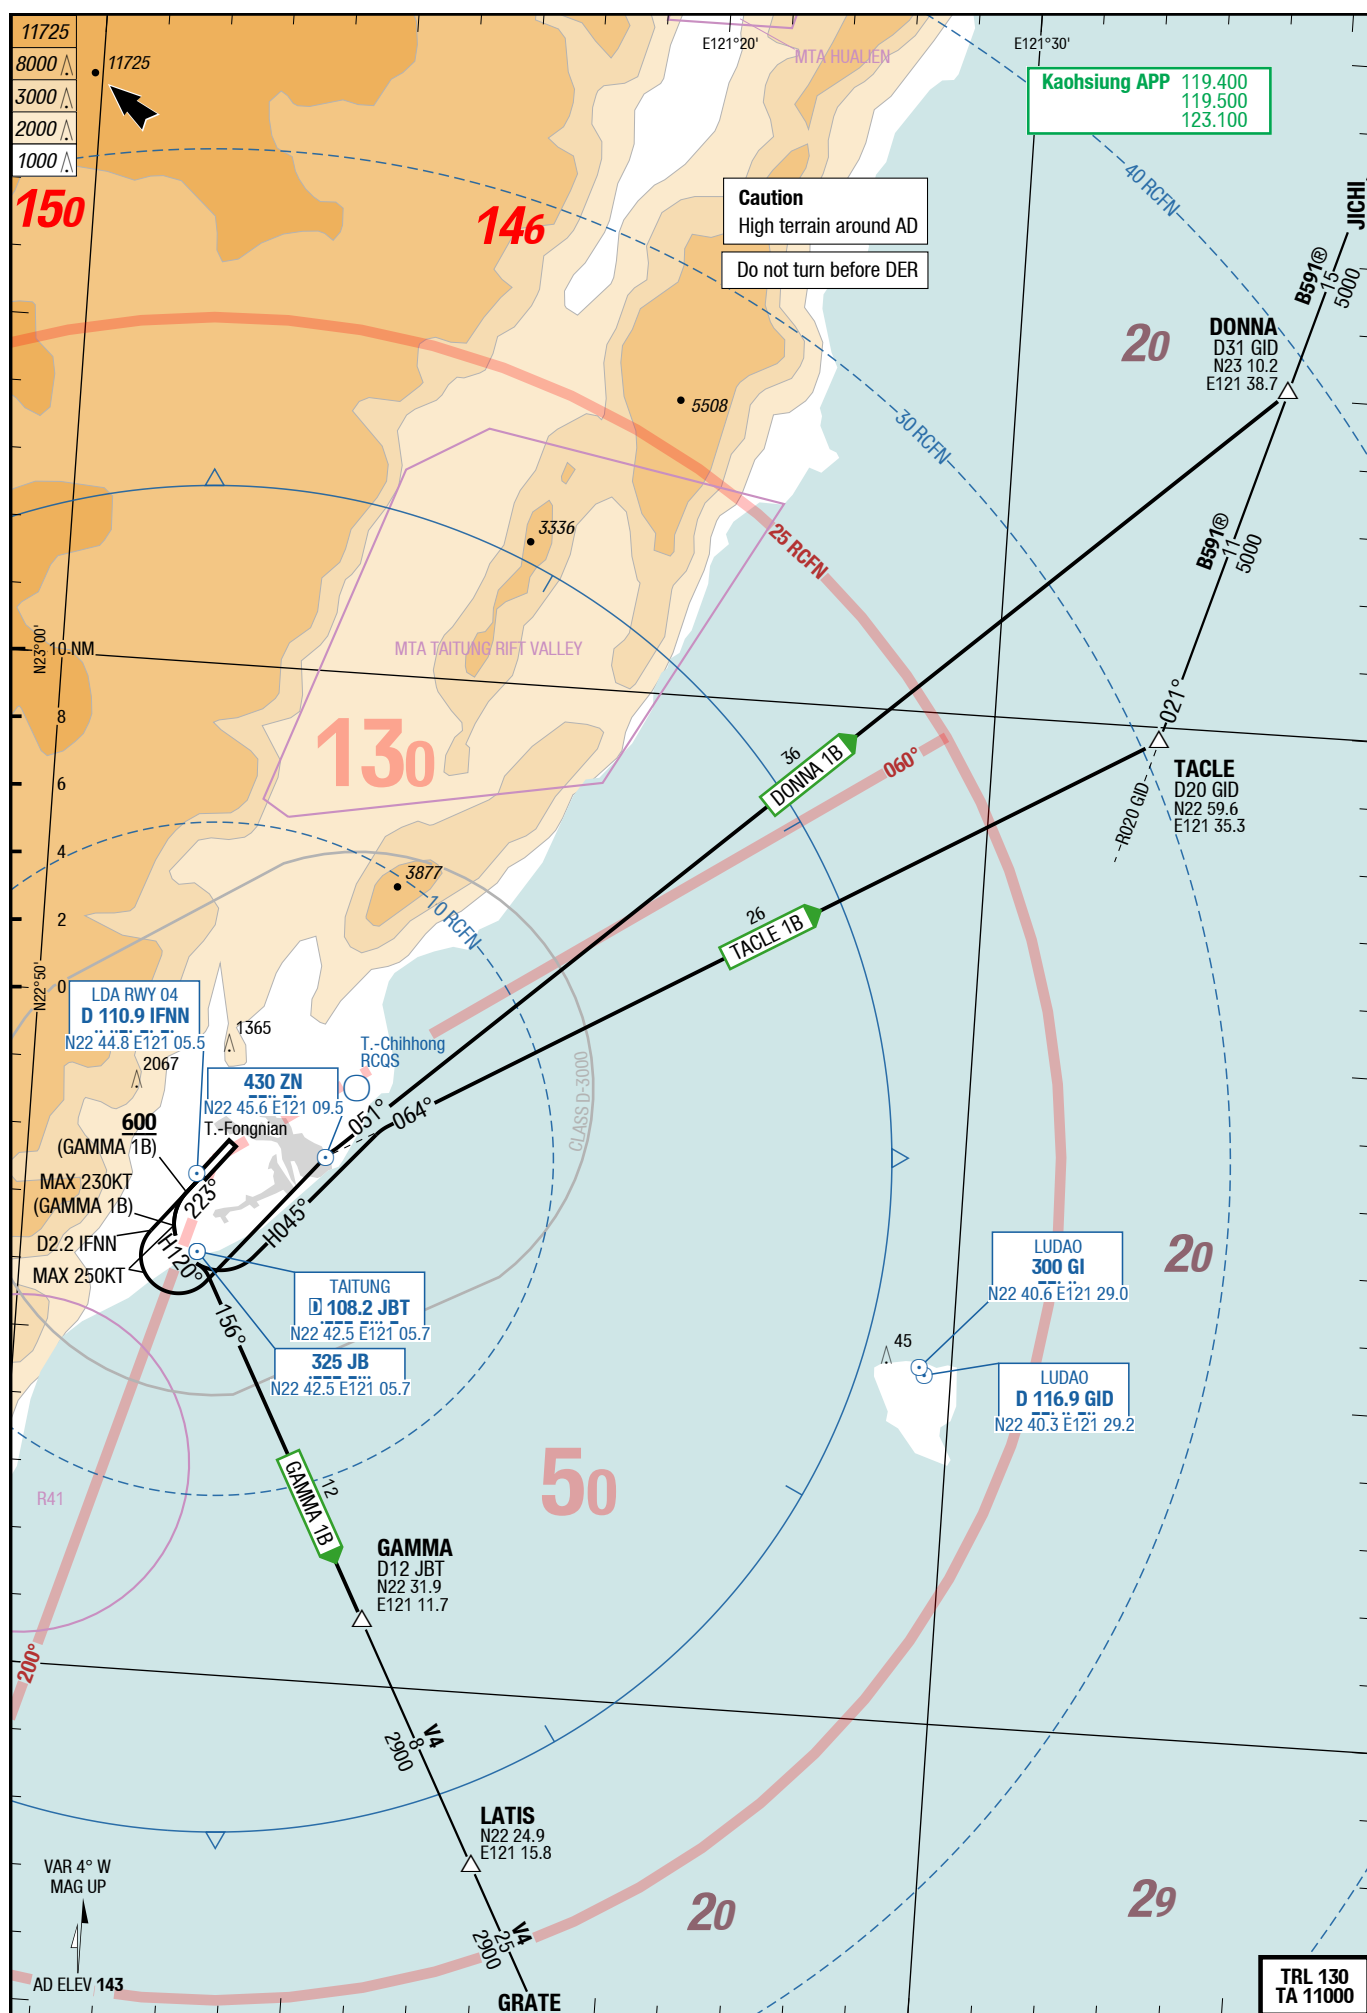 11725
8000
3000
2000
1000
11725
150
146
E121°20'
E121°30'
MTA HUALIEN
Kaohsiung APP 119.400
119.500
123.100
Caution
High terrain around AD
Do not turn before DER
40 RCFN
JICHI
B591®
15
5000
DONNA
D31 GID
N23 10.2
E121 38.7
20
5508
30 RCFN
3336
25 RCFN
B591®
11
5000
N23°00'
10 NM
8
6
4
2
0
N22°50'
MTA TAITUNG RIFT VALLEY
130
021°
36
DONNA 1B
060°
TACLE
D20 GID
N22 59.6
E121 35.3
R020 GID
3877
10 RCFN
26
TACLE 1B
LDA RWY 04
D 110.9 IFNN
N22 44.8 E121 05.5
1365
2067
T.-Chihhong
RCQS
CLASS D-3000
430 ZN
N22 45.6 E121 09.5
T.-Fongnian
051°
064°
600
(GAMMA 1B)
MAX 230KT
(GAMMA 1B)
D2.2 IFNN
MAX 250KT
223°
H120°
H045°
TAITUNG
D 108.2 JBT
N22 42.5 E121 05.7
325 JB
N22 42.5 E121 05.7
156°
LUDAO
300 GI
N22 40.6 E121 29.0
20
45
LUDAO
D 116.9 GID
N22 40.3 E121 29.2
R41
12
GAMMA 1B
50
GAMMA
D12 JBT
N22 31.9
E121 11.7
200°
V4
8
2900
LATIS
N22 24.9
E121 15.8
VAR 4° W
MAG UP
20
29
V4
25
2900
AD ELEV 143
GRATE
TRL 130
TA 11000